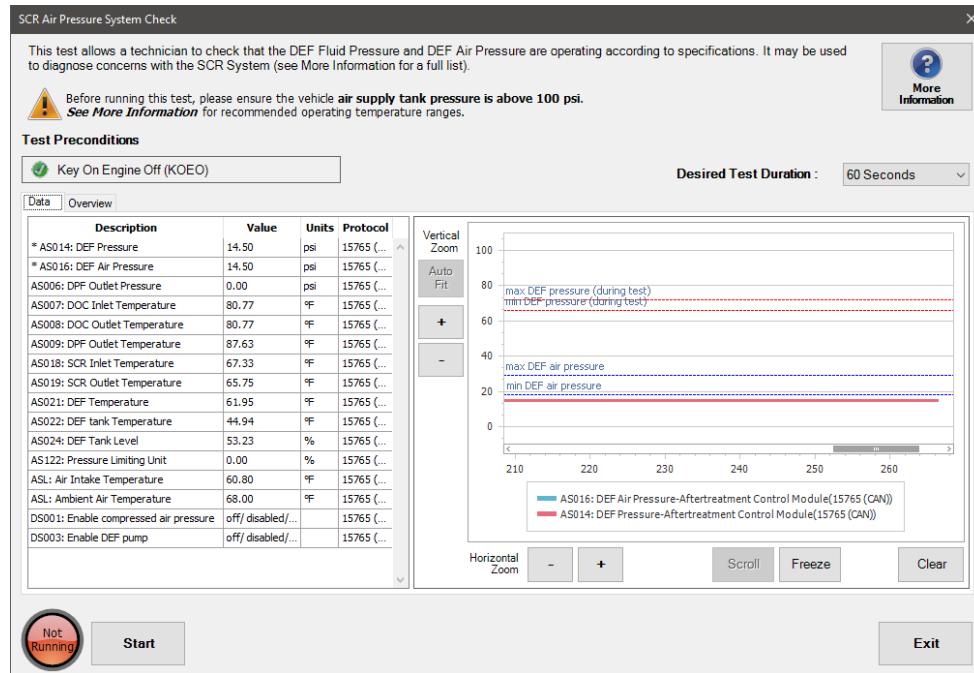 SCR Air Pressure System Check
This test allows a technician to check that the DEF Fluid Pressure and DEF Air Pressure are operating according to specifications. It may be used
to diagnose concerns with the SCR System (see More Information for a full list).
Before running this test, please ensure the vehicle air supply tank pressure is above 100 psi.
See More Information for recommended operating temperature ranges.
More
Information
Test Preconditions
Key On Engine Off (KOEO)
Desired Test Duration : 60 Seconds
Data Overview
Description Value Units Protocol
* AS014: DEF Pressure 14.50 psi 15765 (...
* AS016: DEF Air Pressure 14.50 psi 15765 (...
AS006: DPF Outlet Pressure 0.00 psi 15765 (...
AS007: DOC Inlet Temperature 80.77 °F 15765 (...
AS008: DOC Outlet Temperature 80.77 °F 15765 (...
AS009: DPF Outlet Temperature 87.63 °F 15765 (...
AS018: SCR Inlet Temperature 67.33 °F 15765 (...
AS019: SCR Outlet Temperature 65.75 °F 15765 (...
AS021: DEF Temperature 61.95 °F 15765 (...
AS022: DEF tank Temperature 44.94 °F 15765 (...
AS024: DEF Tank Level 53.23 % 15765 (...
AS122: Pressure Limiting Unit 0.00 % 15765 (...
ASL: Air Intake Temperature 60.80 °F 15765 (...
ASL: Ambient Air Temperature 68.00 °F 15765 (...
DS001: Enable compressed air pressure off/ disabled/... 15765 (...
DS003: Enable DEF pump off/ disabled/... 15765 (...
Vertical
Zoom
Auto
Fit
+
-
100
80
60
40
20
0
max DEF pressure (during test)
min DEF pressure (during test)
max DEF air pressure
min DEF air pressure
210 220 230 240 250 260
AS016: DEF Air Pressure-Aftertreatment Control Module(15765 (CAN))
AS014: DEF Pressure-Aftertreatment Control Module(15765 (CAN))
Horizontal
Zoom
- +
Scroll Freeze Clear
Not
Running
Start
Exit